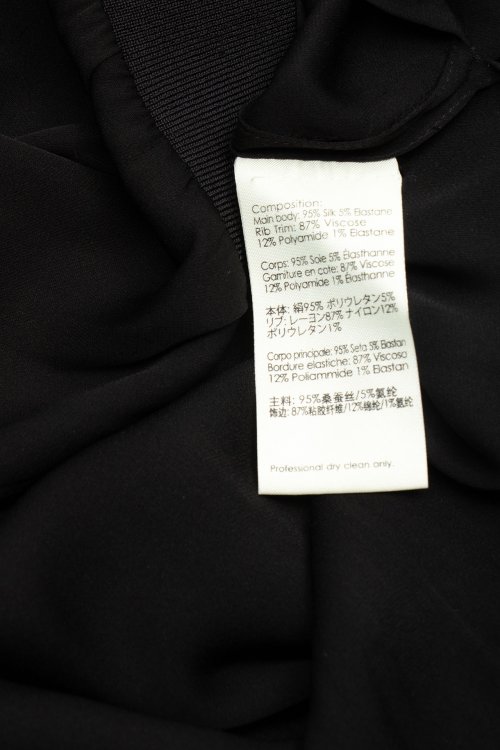 Composition:
Main body: 95% Silk 5% Elastane
Rib Trim: 87% Viscose
12% Polyamide 1% Elastane
Corps: 95% Soie 5% Élasthanne
Garniture en cote: 87% Viscose
12% Polyamide 1% Élasthanne
本体: 絹95% ポリウレタン5%
リブ: レーヨン87% ナイロン12%
ポリウレタン1%
Corpo principale: 95% Seta 5% Elastan
Bordure elastiche: 87% Viscosa
12% Poliammide 1% Elastan
主料: 95%桑蚕丝/5%氨纶
饰边: 87%粘胶纤维/12%锦纶/1%氨纶
Professional dry clean only.